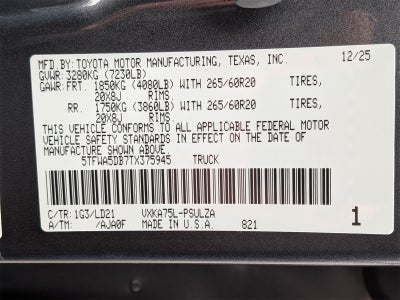 MFD.BY:TOYOTA MOTOR MANUFACTURING, TEXAS, INC. 12/25
GVWR:3280KG (7230LB)
GAWR:FRT. 1850KG (4080LB) WITH 265/60R20 TIRES,
20X8J RIMS.
RR. 1750KG (3860LB) WITH 265/60R20 TIRES,
20X8J RIMS.
THIS VEHICLE CONFORMS TO ALL APPLICABLE FEDERAL MOTOR
VEHICLE SAFETY STANDARDS IN EFFECT ON THE DATE OF
MANUFACTURE SHOWN ABOVE.
5TFWA5DB7TX375945 TRUCK
C/TR:1G3/LD21 VXKA75L-PSULZA 1
A/TM: /AJA0F MADE IN U.S.A. 821